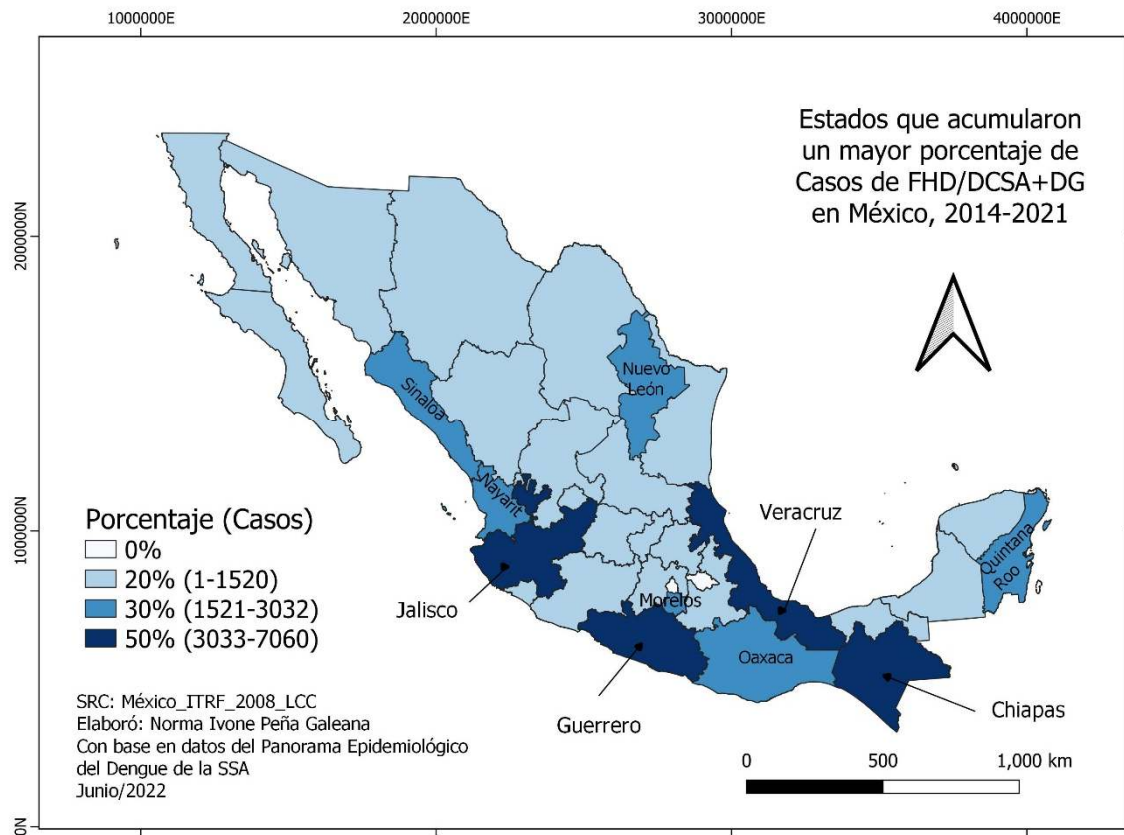 1000000E
2000000E
3000000E
4000000E
2000000N
1000000N
0N
Estados que acumularon
un mayor porcentaje de
Casos de FHD/DCSA+DG
en México, 2014-2021
Nuevo
León
Sinaloa
Nayarit
Veracruz
Quintana
Roo
Jalisco
Morelos
Oaxaca
Guerrero
Chiapas
Porcentaje (Casos)
0%
20% (1-1520)
30% (1521-3032)
50% (3033-7060)
SRC: México_ITRF_2008_LCC
Elaboró: Norma Ivone Peña Galeana
Con base en datos del Panorama Epidemiológico
del Dengue de la SSA
Junio/2022
0 500 1,000 km